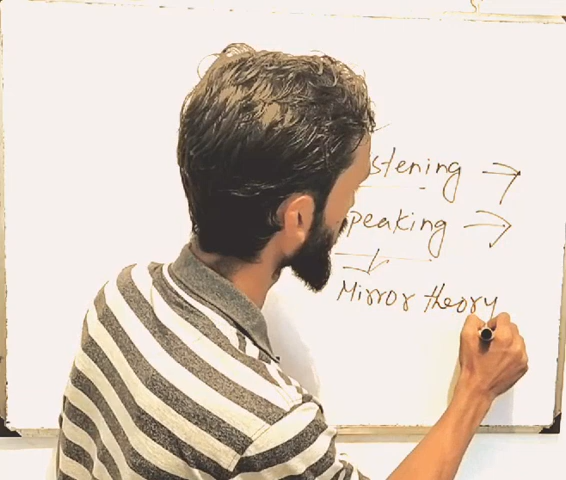 stening →
peaking →
↓
Mirror theory